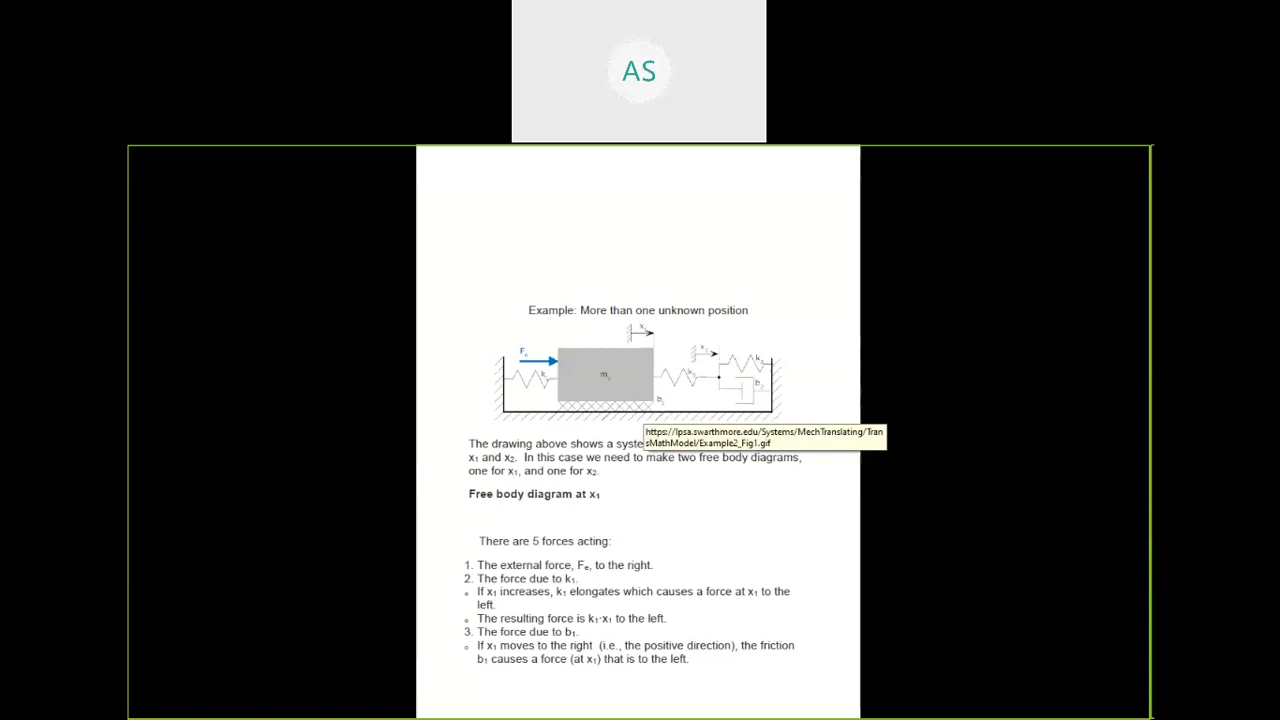 AS
Example: More than one unknown position
x₁
Fₑ
x₂
k
k
k
m₁
b₂
b₁
https://lpsa.swarthmore.edu/Systems/MechTranslating/Tran
sMathModel/Example2_Fig1.gif
The drawing above shows a syste
x₁ and x₂. In this case we need to make two free body diagrams,
one for x₁, and one for x₂.
Free body diagram at x₁
There are 5 forces acting:
1. The external force, Fₑ, to the right.
2. The force due to k₁.
o If x₁ increases, k₁ elongates which causes a force at x₁ to the
left.
o The resulting force is k₁·x₁ to the left.
3. The force due to b₁.
o If x₁ moves to the right (i.e., the positive direction), the friction
b₁ causes a force (at x₁) that is to the left.